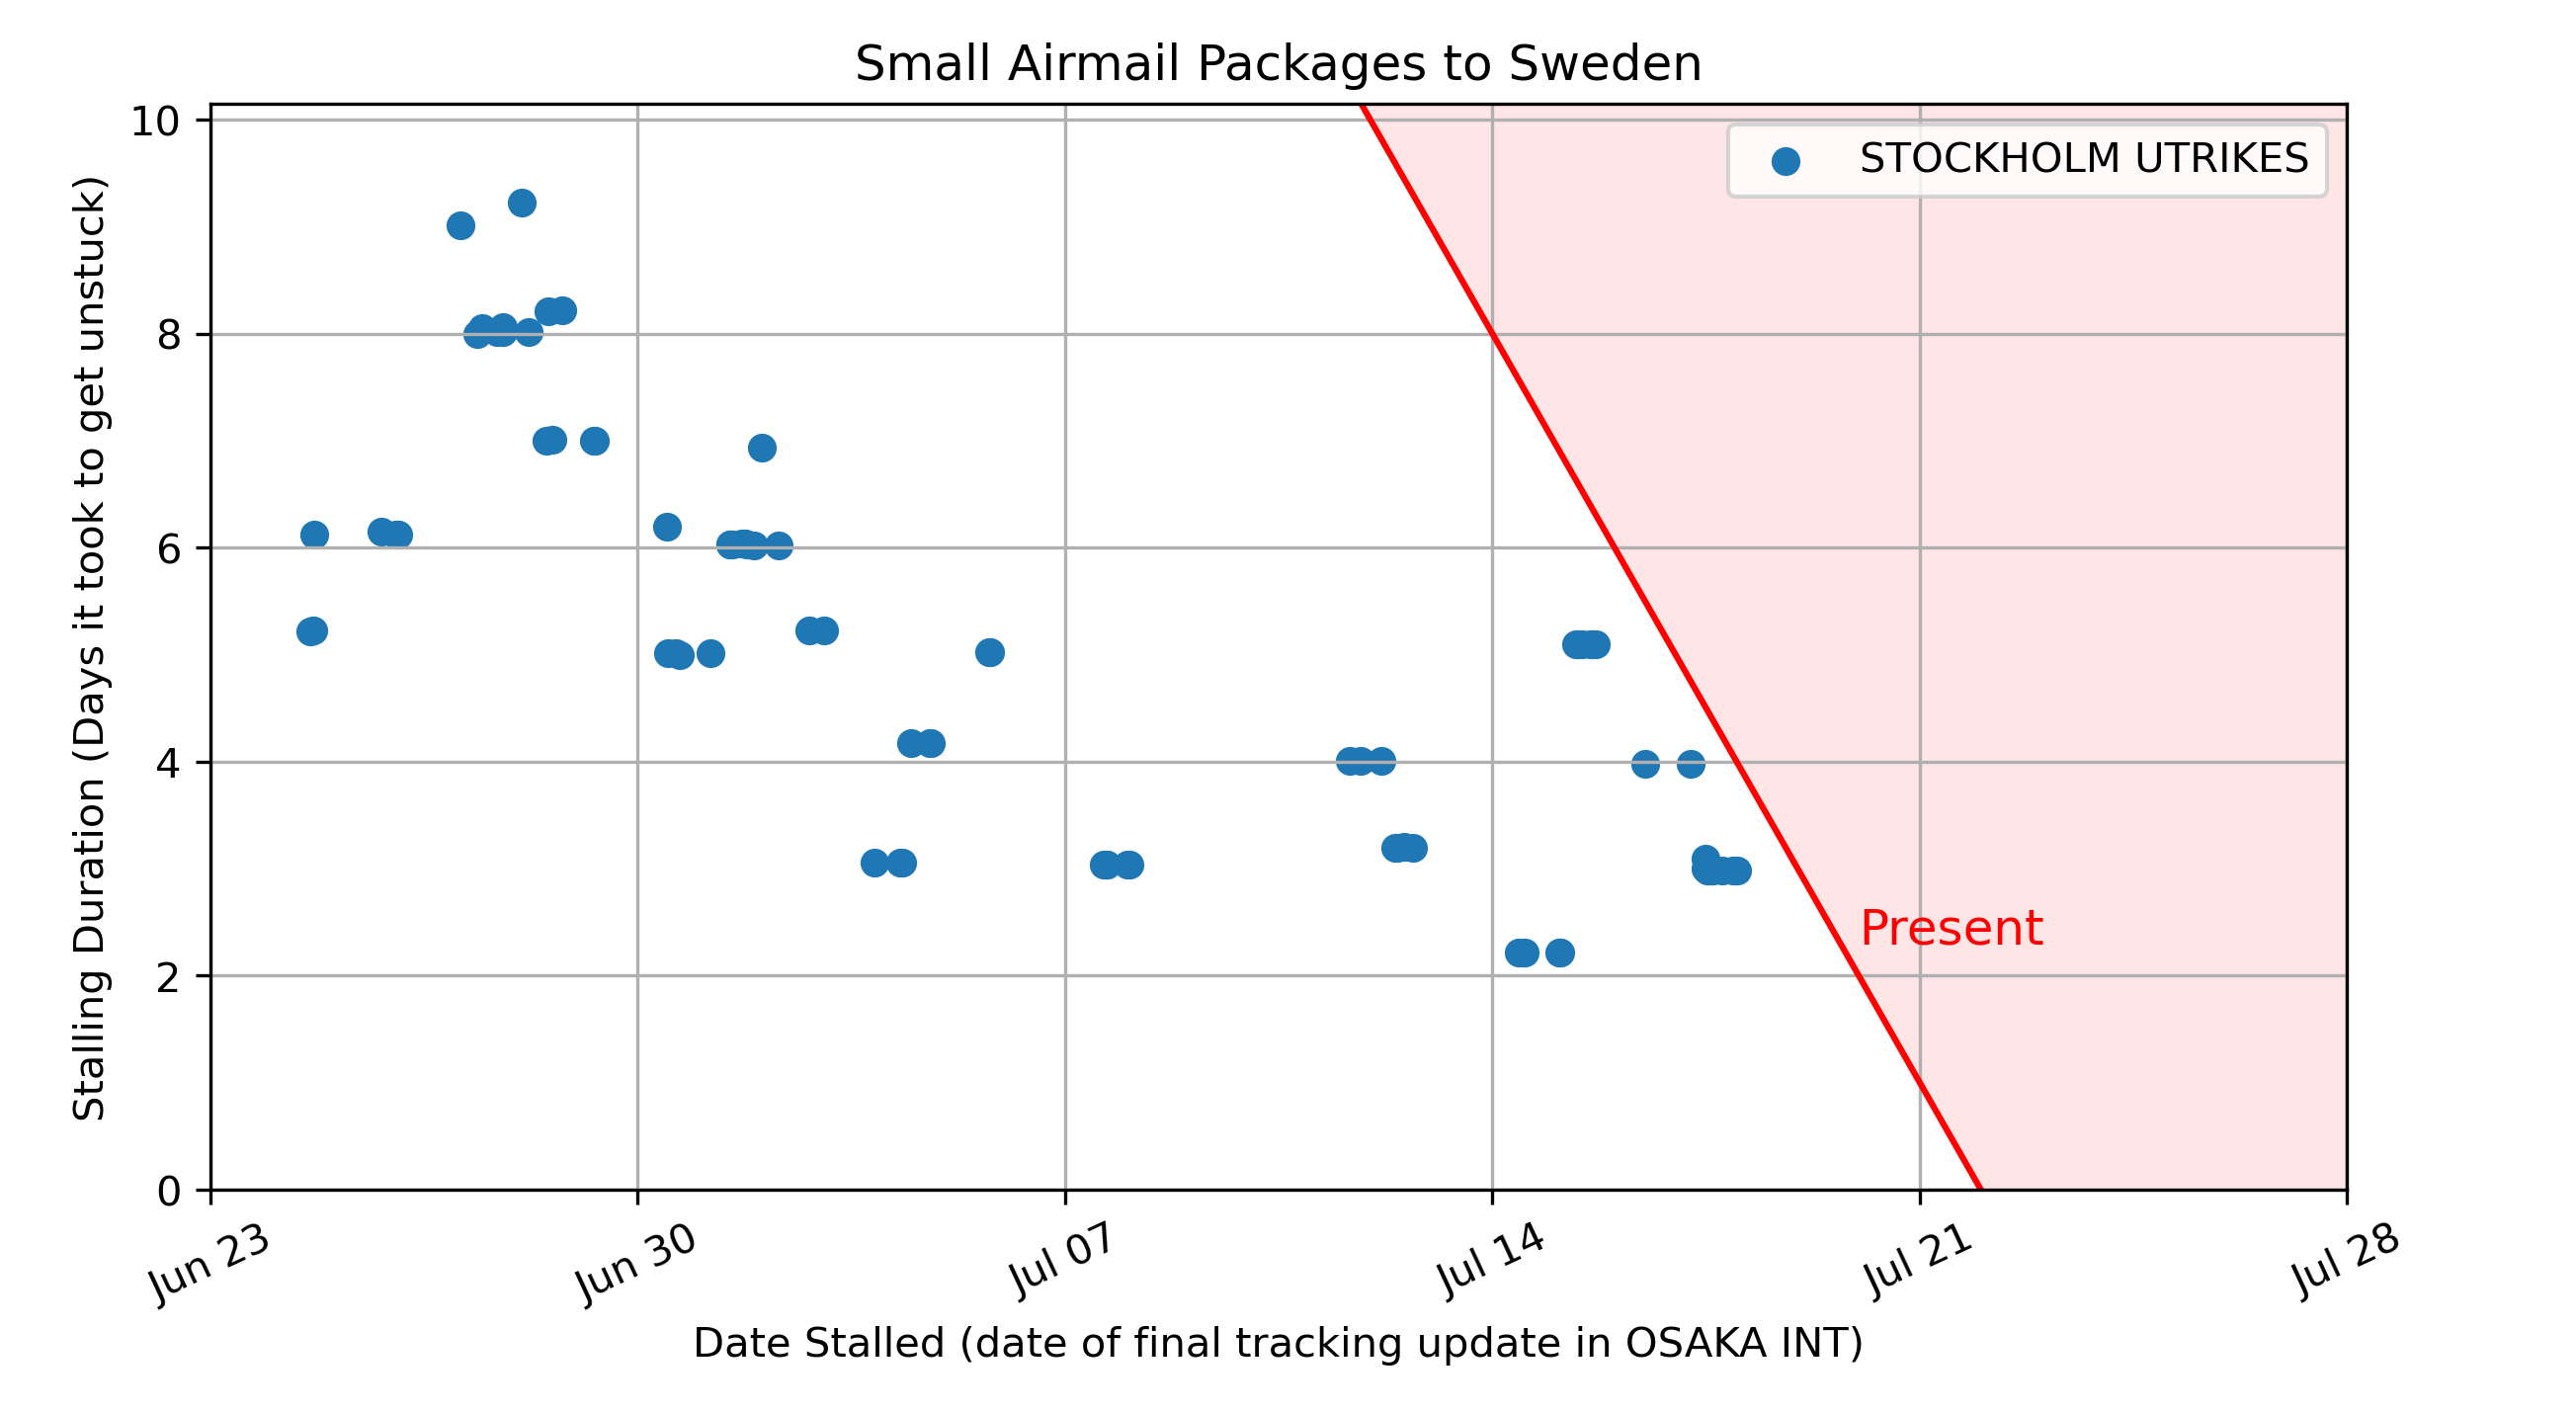 Small Airmail Packages to Sweden
STOCKHOLM UTRIKES
Stalling Duration (Days it took to get unstuck)
10
8
6
4
2
0
Present
Jun 23
Jun 30
Jul 07
Jul 14
Jul 21
Jul 28
Date Stalled (date of final tracking update in OSAKA INT)